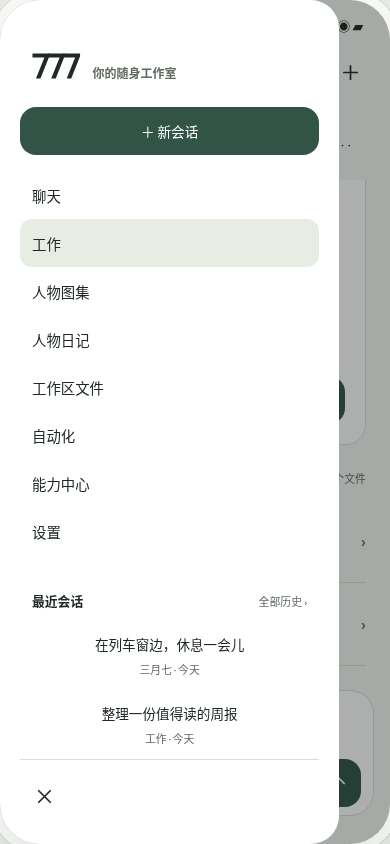 777 你的随身工作室
＋ 新会话
聊天
工作
人物图集
人物日记
工作区文件
自动化
能力中心
设置
最近会话 全部历史 ›
在列车窗边，休息一会儿
三月七·今天
整理一份值得读的周报
工作·今天
个文件